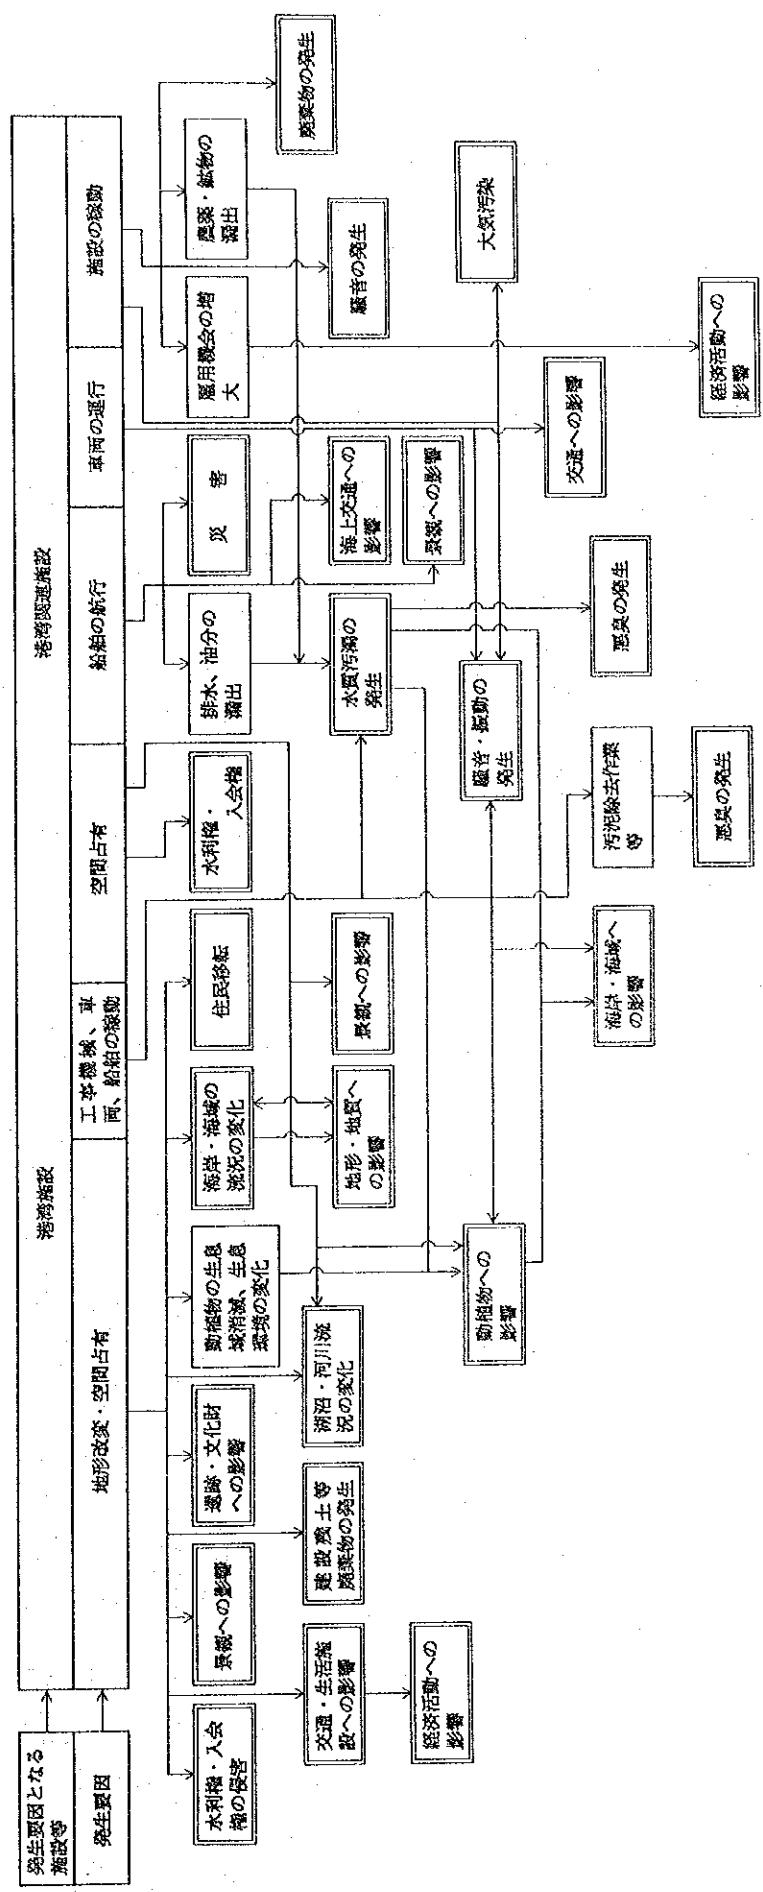 発生要因となる
施設等
発生要因
港湾施設
港湾関連施設
地形改変・空間占有
工事機械、車
両、船舶の稼動
空間占有
船舶の航行
車両の運行
施設の稼動
水利権・入会
権の侵害
景観への影響
遺跡・文化財
への影響
動植物の生息
域消滅、生息
環境の変化
海岸・海域の
流況の変化
住民移転
水利権・
入会権
排水、油分の
漏出
災 害
雇用機会の増
大
農薬・鉱物の
漏出
廃棄物の発生
交通・生活施
設への影響
建設残土等
廃棄物の発生
湖沼・河川流
況の変化
地形・地質へ
の影響
景観への影響
水質汚濁の
発生
海上交通への
影響
騒音の発生
経済活動への
影響
景観への影響
動植物への
影響
騒音・振動の
発生
大気汚染
交通への影響
海岸・海域へ
の影響
汚泥除去作業
等
悪臭の発生
悪臭の発生
経済活動への
影響